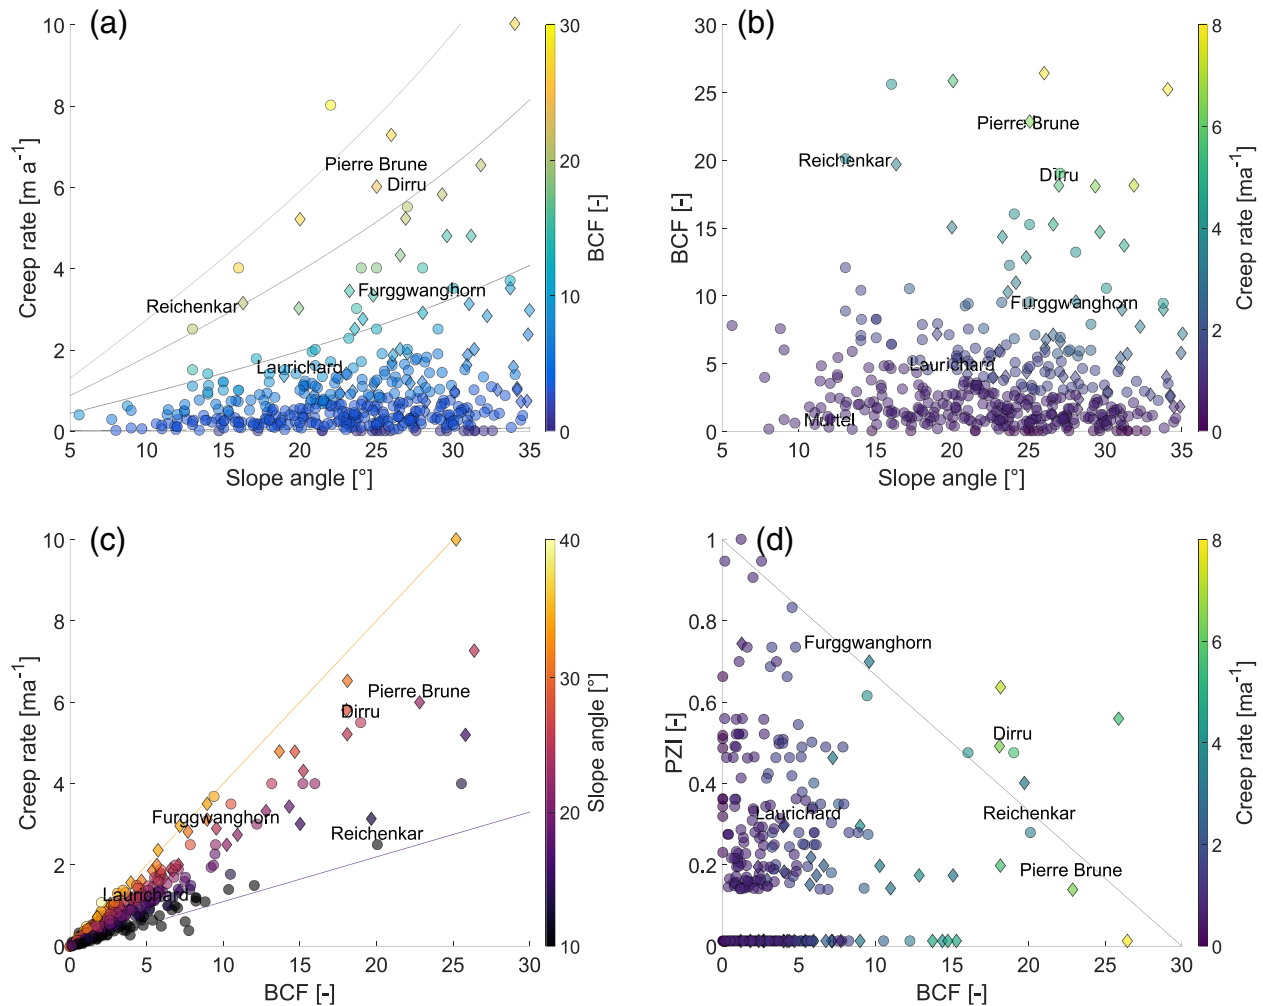 (a)
10
8
6
4
2
0
5
10
15
20
25
30
35
Creep rate [m a⁻¹]
Slope angle [°]
Pierre Brune
Dirru
Reichenkar
Furggwanghorn
Laurichard
30
20
10
0
BCF [-]
(b)
30
25
20
15
10
5
0
5
10
15
20
25
30
35
BCF [-]
Slope angle [°]
Pierre Brune
Reichenkar
Dirru
Furggwanghorn
Laurichard
Murtel
8
6
4
2
0
Creep rate [ma⁻¹]
(c)
10
8
6
4
2
0
0
5
10
15
20
25
30
Creep rate [ma⁻¹]
BCF [-]
Pierre Brune
Dirru
Furggwanghorn
Reichenkar
Laurichard
40
30
20
10
Slope angle [°]
(d)
1
0.8
0.6
0.4
0.2
0
0
5
10
15
20
25
30
PZI [-]
BCF [-]
Furggwanghorn
Dirru
Laurichard
Reichenkar
Pierre Brune
8
6
4
2
0
Creep rate [ma⁻¹]